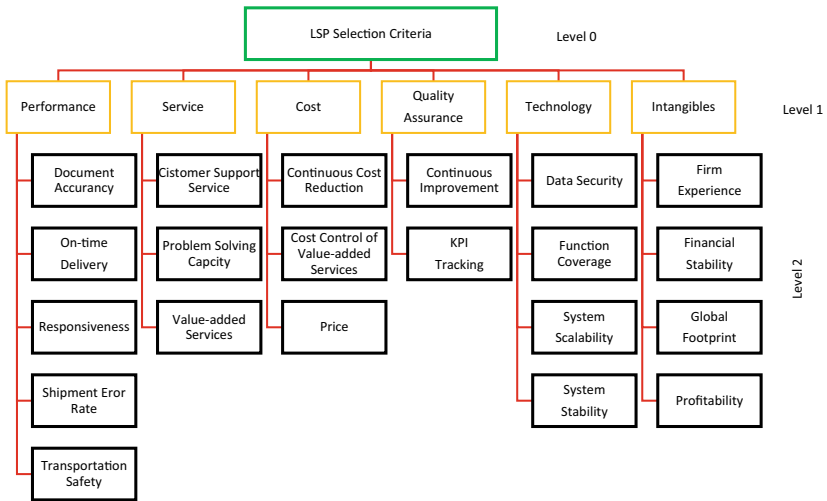 LSP Selection Criteria
Level 0
Performance
Service
Cost
Quality
Assurance
Technology
Intangibles
Level 1
Document
Accurancy
Cistomer Support
Service
Continuous Cost
Reduction
Continuous
Improvement
Data Security
Firm
Experience
On-time
Delivery
Problem Solving
Capcity
Cost Control of
Value-added
Services
KPI
Tracking
Function
Coverage
Financial
Stability
Level 2
Responsiveness
Value-added
Services
Price
System
Scalability
Global
Footprint
Shipment Eror
Rate
System
Stability
Profitability
Transportation
Safety